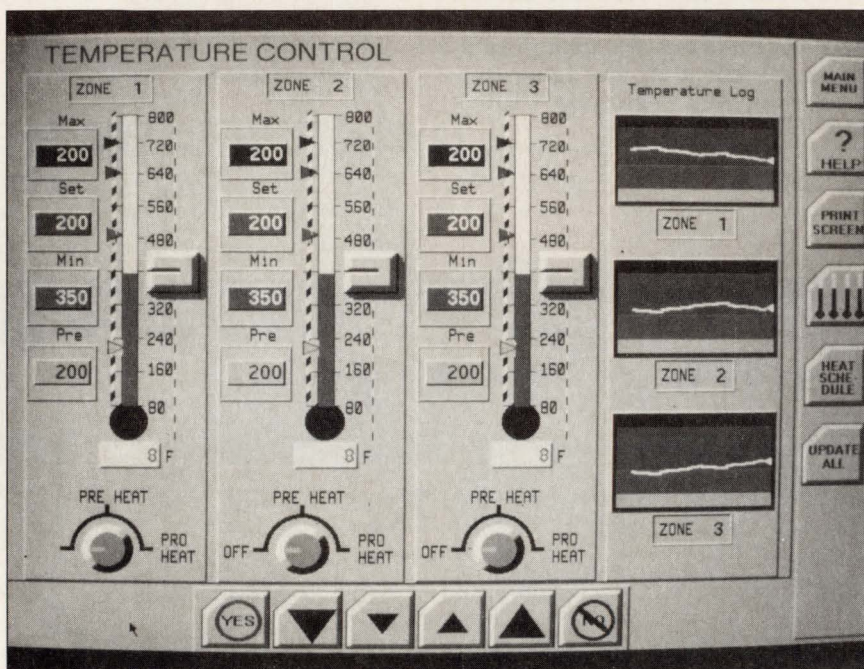 TEMPERATURE CONTROL
ZONE 1
Max
200
Set
200
Min
350
Pre
200
800
720
640
560
480
320
240
160
80
8 F
PRE HEAT
PRO
HEAT
ZONE 2
Max
200
Set
200
Min
350
Pre
200
800
720
640
560
480
320
240
160
80
8 F
PRE HEAT
OFF
PRO
HEAT
ZONE 3
Max
200
Set
200
Min
350
Pre
200
800
720
640
560
480
320
240
160
80
8 F
PRE HEAT
OFF
PRO
HEAT
Temperature Log
ZONE 1
ZONE 2
ZONE 3
MAIN
MENU
?
HELP
PRINT
SCREEN
HEAT
SCHE-
DULE
UPDATE
ALL
YES
NO